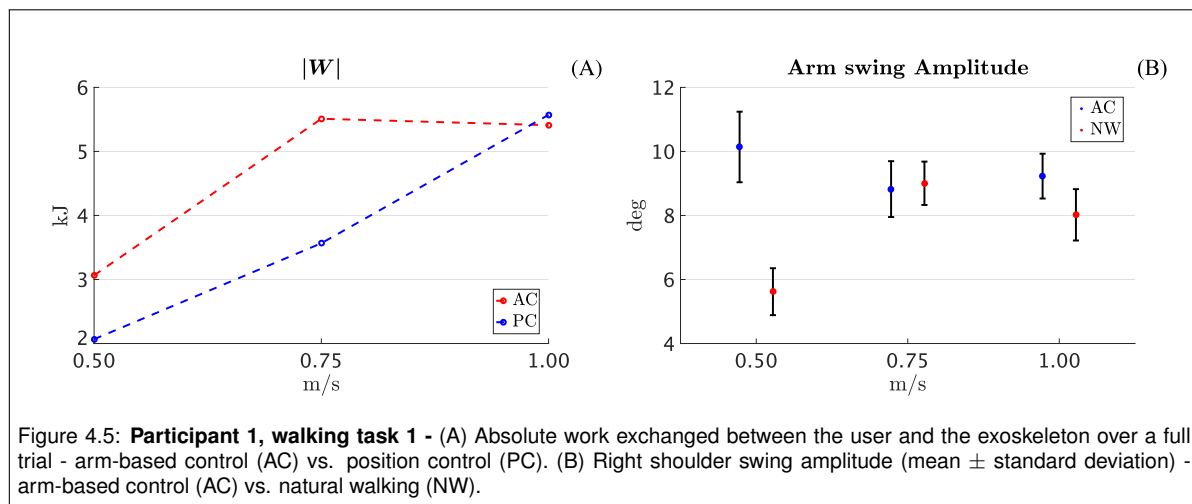 |W|
(A)
6
5
4
3
2
kJ
0.50
0.75
1.00
m/s
AC
PC
Arm swing Amplitude
(B)
12
10
8
6
4
deg
0.50
0.75
1.00
m/s
AC
NW
Figure 4.5: Participant 1, walking task 1 - (A) Absolute work exchanged between the user and the exoskeleton over a full
trial - arm-based control (AC) vs. position control (PC). (B) Right shoulder swing amplitude (mean ± standard deviation) -
arm-based control (AC) vs. natural walking (NW).